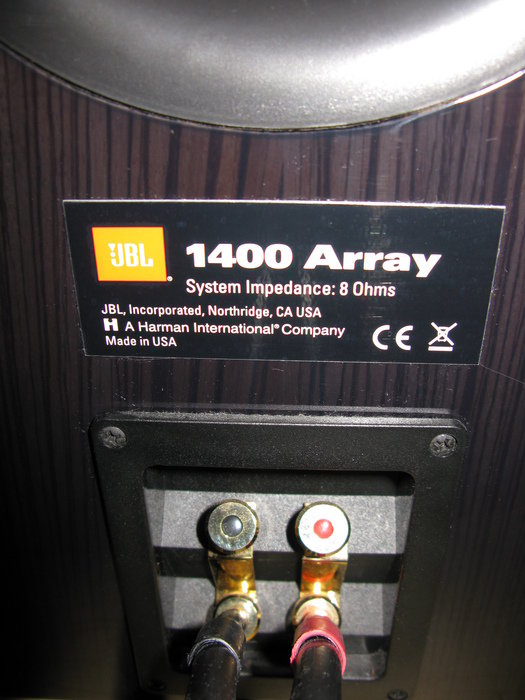 JBL
1400 Array
System Impedance: 8 Ohms
JBL, Incorporated, Northridge, CA USA
H A Harman International® Company
Made in USA
CE